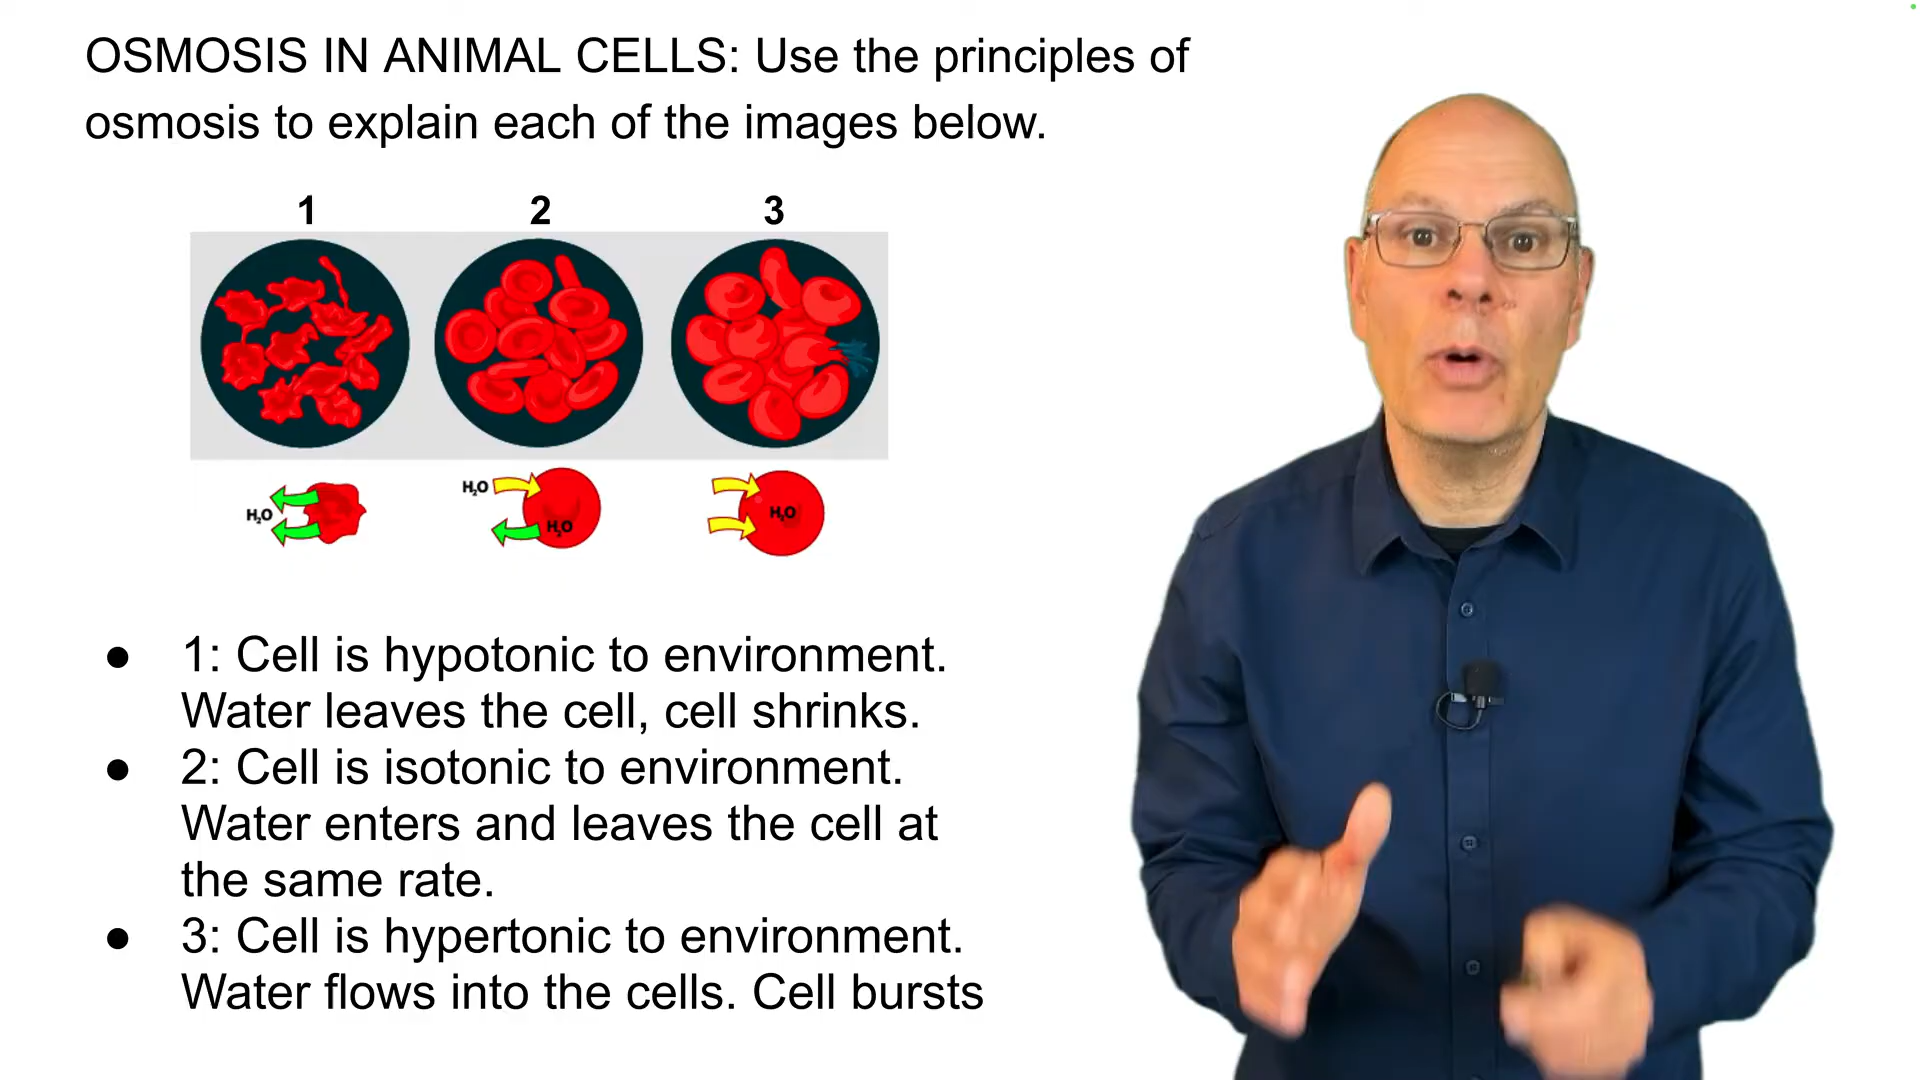 OSMOSIS IN ANIMAL CELLS: Use the principles of
osmosis to explain each of the images below.
1 2 3
H₂O
H₂O
H₂O
H₂O
● 1: Cell is hypotonic to environment.
Water leaves the cell, cell shrinks.
● 2: Cell is isotonic to environment.
Water enters and leaves the cell at
the same rate.
● 3: Cell is hypertonic to environment.
Water flows into the cells. Cell bursts